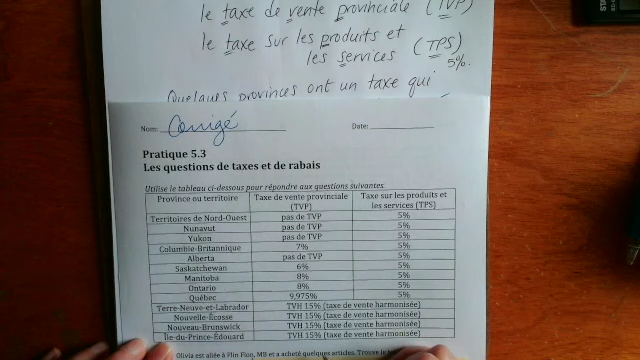 le taxe de vente provinciale (TVP)
le taxe sur les produits et
les services (TPS)
5%.
Quelques provinces ont un taxe qui
Nom: Corrigé Date:
Pratique 5.3
Les questions de taxes et de rabais
Utilise le tableau ci-dessous pour répondre aux questions suivantes
Province ou territoire Taxe de vente provinciale (TVP) Taxe sur les produits et les services (TPS)
Territoires de Nord-Ouest pas de TVP 5%
Nunavut pas de TVP 5%
Yukon pas de TVP 5%
Columbie-Britannique 7% 5%
Alberta pas de TVP 5%
Saskatchewan 6% 5%
Manitoba 8% 5%
Ontario 8% 5%
Québec 9,975% 5%
Terre-Neuve-et-Labrador TVH 15% (taxe de vente harmonisée)
Nouvelle-Écosse TVH 15% (taxe de vente harmonisée)
Nouveau-Brunswick TVH 15% (taxe de vente harmonisée)
Île-du-Prince-Édouard TVH 15% (taxe de vente harmonisée)
Olivia est allée à Flin Flon, MB et a acheté quelques articles. Trouve le